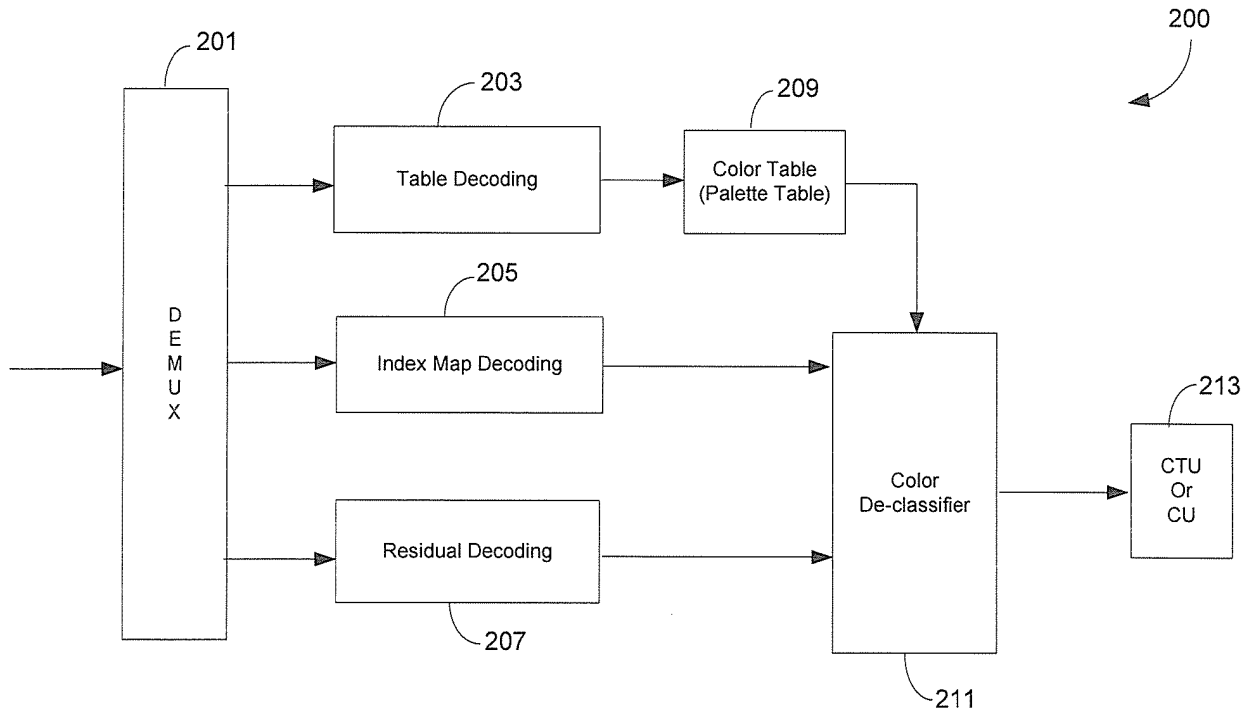 200
201
203
209
Table Decoding
Color Table
(Palette Table)
205
D
E
M
U
X
Index Map Decoding
213
CTU
Or
CU
Color
De-classifier
Residual Decoding
207
211